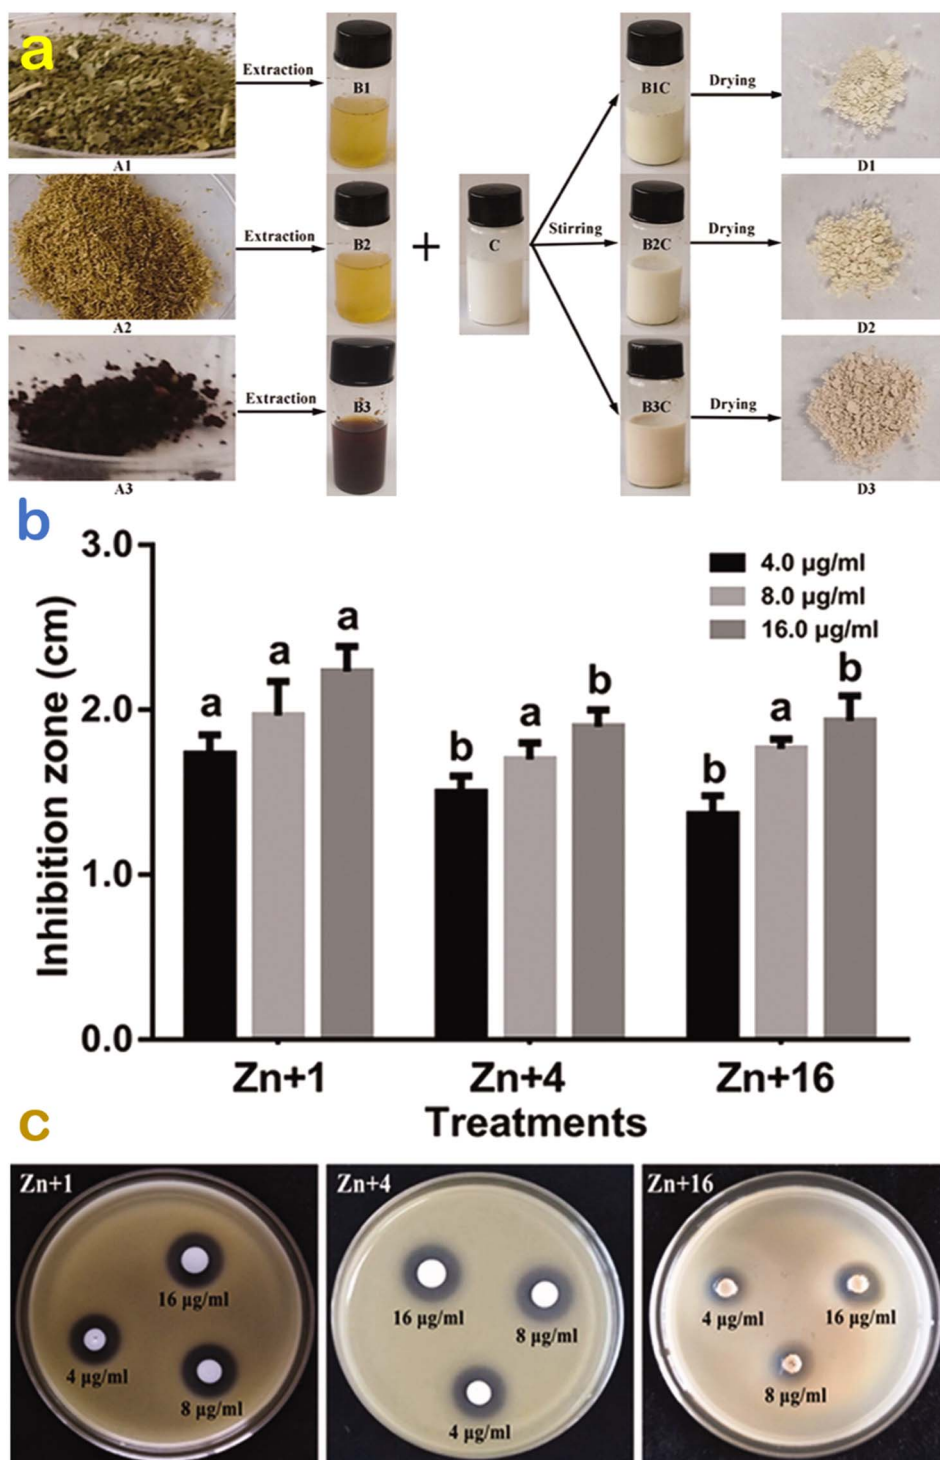 a
Extraction
B1
B1C
Drying
A1
D1
Extraction
B2
+
C
Stirring
B2C
Drying
A2
D2
Extraction
B3
B3C
Drying
A3
D3
b
3.0
2.0
1.0
0.0
Inhibition zone (cm)
4.0 µg/ml
8.0 µg/ml
16.0 µg/ml
a
a
a
b
a
b
b
a
b
Zn+1
Zn+4
Zn+16
Treatments
c
Zn+1
16 µg/ml
4 µg/ml
8 µg/ml
Zn+4
16 µg/ml
8 µg/ml
4 µg/ml
Zn+16
4 µg/ml
16 µg/ml
8 µg/ml